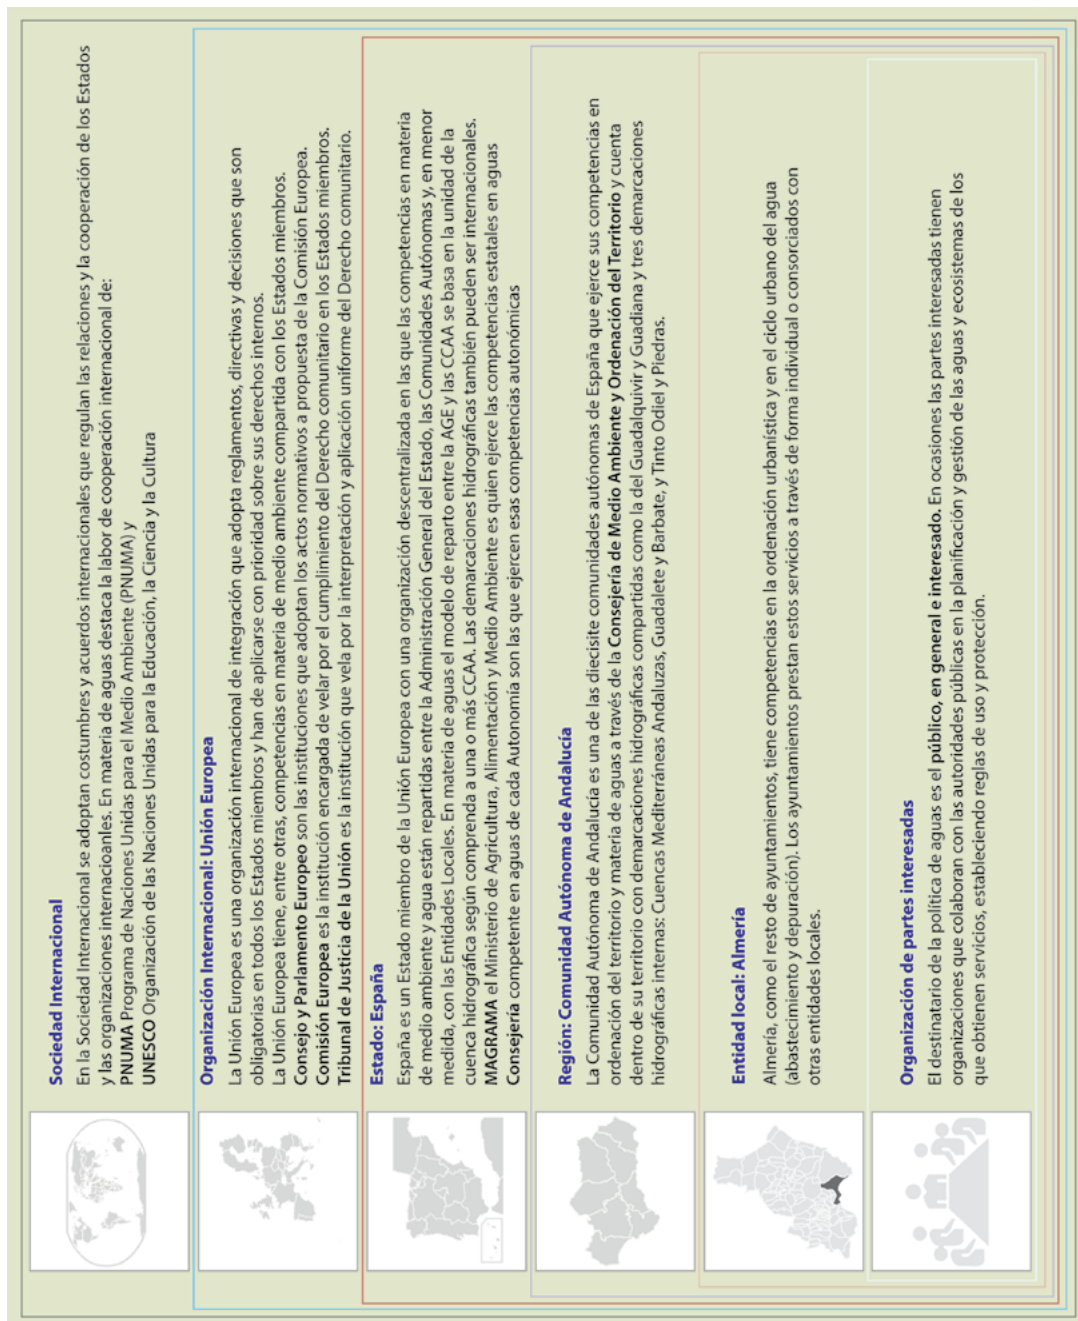 Sociedad Internacional
En la Sociedad Internacional se adoptan costumbres y acuerdos internacionales que regulan las relaciones y la cooperación de los Estados
y las organizaciones internacioanles. En materia de aguas destaca la labor de cooperación internacional de:
PNUMA Programa de Naciones Unidas para el Medio Ambiente (PNUMA) y
UNESCO Organización de las Naciones Unidas para la Educación, la Ciencia y la Cultura
Organización Internacional: Unión Europea
La Unión Europea es una organización internacional de integración que adopta reglamentos, directivas y decisiones que son
obligatorias en todos los Estados miembros y han de aplicarse con prioridad sobre sus derechos internos.
La Unión Europea tiene, entre otras, competencias en materia de medio ambiente compartida con los Estados miembros.
Consejo y Parlamento Europeo son las instituciones que adoptan los actos normativos a propuesta de la Comisión Europea.
Comisión Europea es la institución encargada de velar por el cumplimiento del Derecho comunitario en los Estados miembros.
Tribunal de Justicia de la Unión es la institución que vela por la interpretación y aplicación uniforme del Derecho comunitario.
Estado: España
España es un Estado miembro de la Unión Europea con una organización descentralizada en las que las competencias en materia
de medio ambiente y agua están repartidas entre la Administración General del Estado, las Comunidades Autónomas y, en menor
medida, con las Entidades Locales. En materia de aguas el modelo de reparto entre la AGE y las CCAA se basa en la unidad de la
cuenca hidrográfica según comprenda a una o más CCAA. Las demarcaciones hidrográficas también pueden ser internacionales.
MAGRAMA el Ministerio de Agricultura, Alimentación y Medio Ambiente es quien ejerce las competencias estatales en aguas
Consejería competente en aguas de cada Autonomía son las que ejercen esas competencias autonómicas
Región: Comunidad Autónoma de Andalucía
La Comunidad Autónoma de Andalucía es una de las diecisite comunidades autónomas de España que ejerce sus competencias en
ordenación del territorio y materia de aguas a través de la Consejería de Medio Ambiente y Ordenación del Territorio y cuenta
dentro de su territorio con demarcaciones hidrográficas compartidas como la del Guadalquivir y Guadiana y tres demarcaciones
hidrográficas internas: Cuencas Mediterráneas Andaluzas, Guadalete y Barbate, y Tinto Odiel y Piedras.
Entidad local: Almería
Almería, como el resto de ayuntamientos, tiene competencias en la ordenación urbanística y en el ciclo urbano del agua
(abastecimiento y depuración). Los ayuntamientos prestan estos servicios a través de forma individual o consorciados con
otras entidades locales.
Organización de partes interesadas
El destinatario de la política de aguas es el público, en general e interesado. En ocasiones las partes interesadas tienen
organizaciones que colaboran con las autoridades públicas en la planificación y gestión de las aguas y ecosistemas de los
que obtienen servicios, estableciendo reglas de uso y protección.